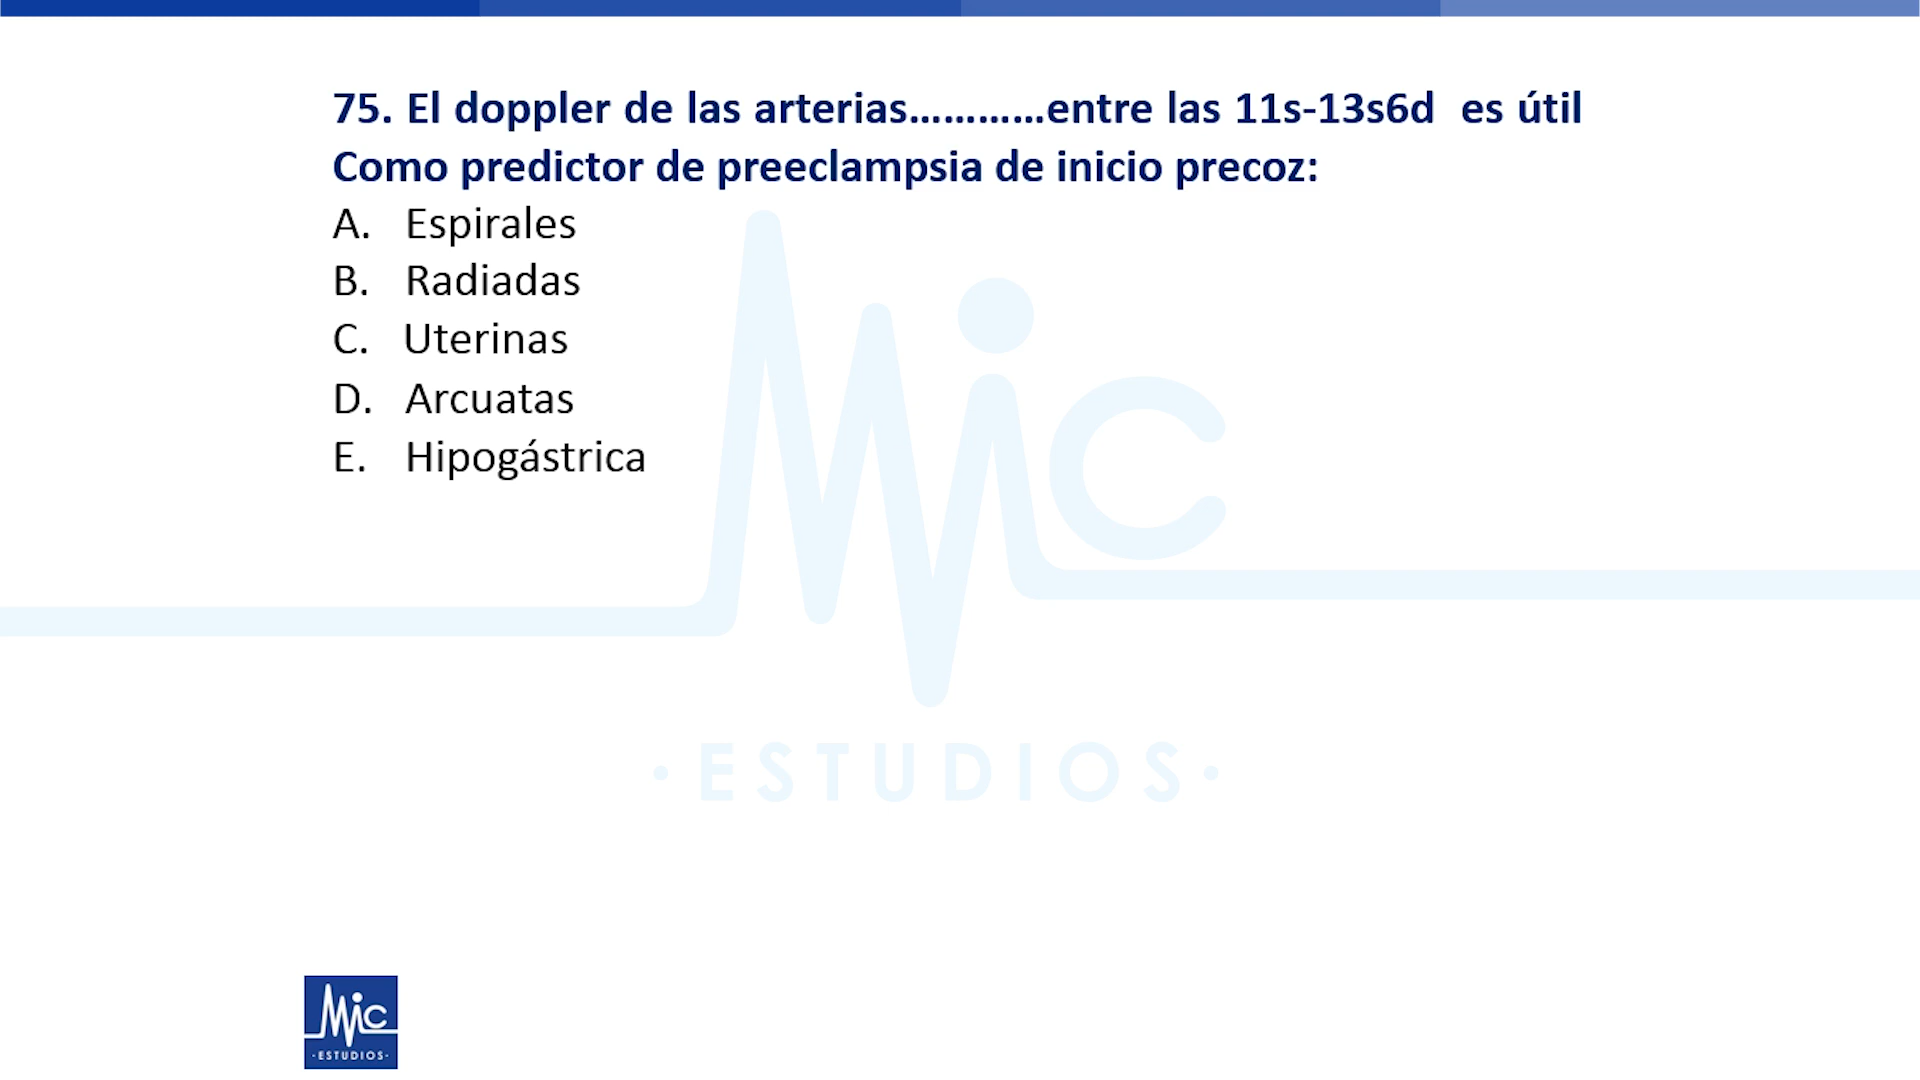 75. El doppler de las arterias…………entre las 11s-13s6d es útil
Como predictor de preeclampsia de inicio precoz:
A. Espirales
B. Radiadas
C. Uterinas
D. Arcuatas
E. Hipogástrica
Mic
·ESTUDIOS·
Mic
·ESTUDIOS·